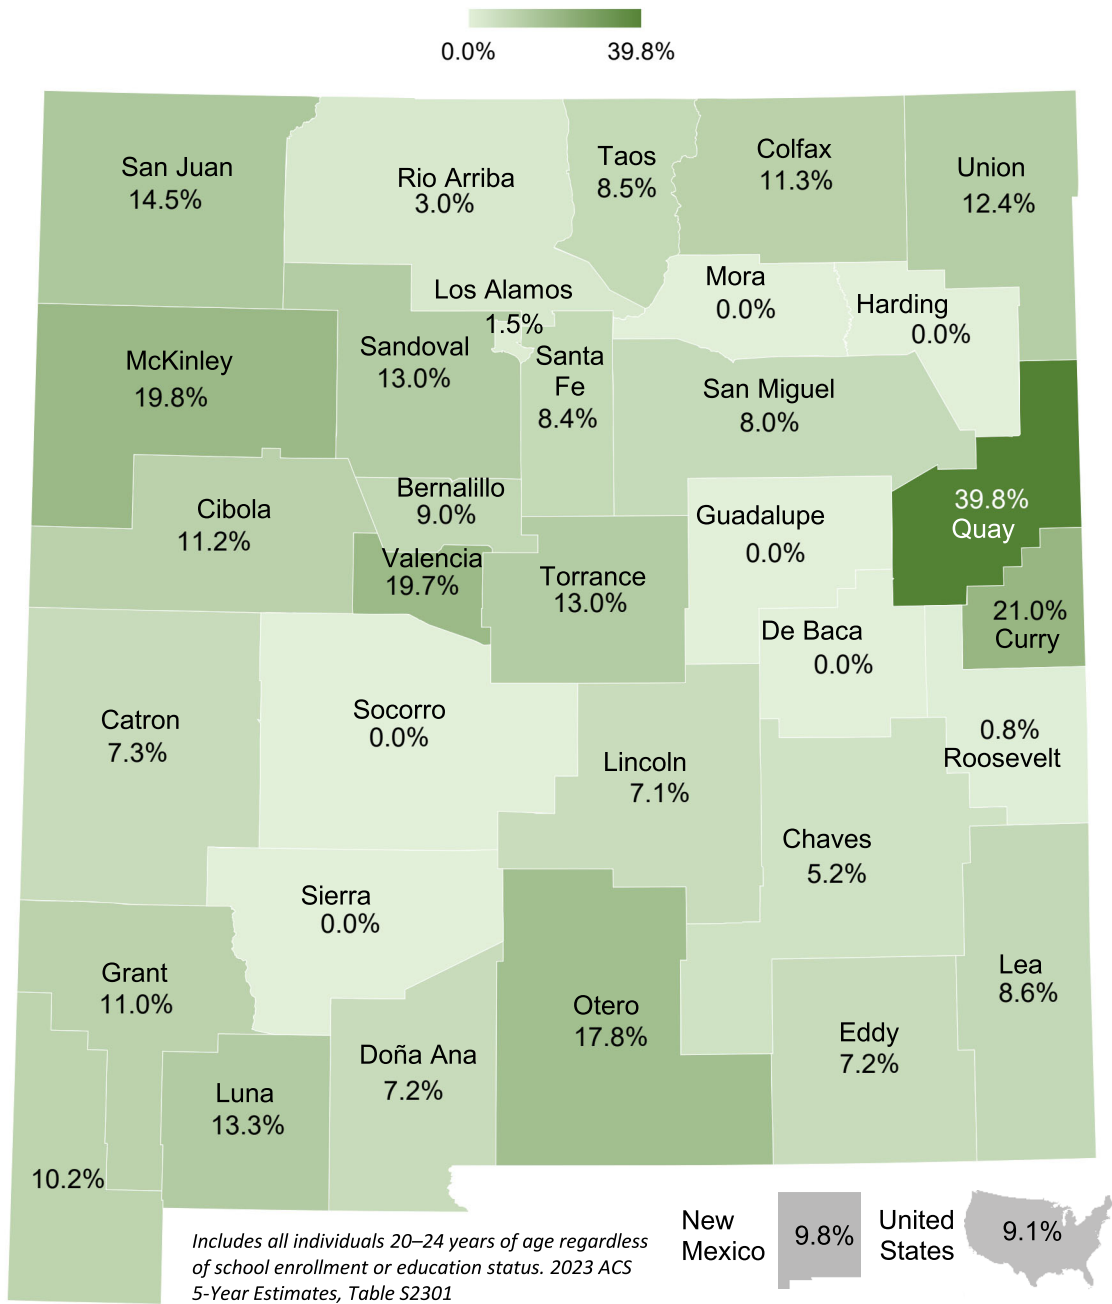 0.0%
39.8%
San Juan
14.5%
Rio Arriba
3.0%
Taos
8.5%
Colfax
11.3%
Union
12.4%
Los Alamos
1.5%
Mora
0.0%
Harding
0.0%
McKinley
19.8%
Sandoval
13.0%
Santa
Fe
8.4%
San Miguel
8.0%
Cibola
11.2%
Bernalillo
9.0%
Valencia
19.7%
Torrance
13.0%
Guadalupe
0.0%
39.8%
Quay
21.0%
Curry
De Baca
0.0%
Catron
7.3%
Socorro
0.0%
Lincoln
7.1%
0.8%
Roosevelt
Chaves
5.2%
Sierra
0.0%
Grant
11.0%
Otero
17.8%
Lea
8.6%
Eddy
7.2%
Doña Ana
7.2%
Luna
13.3%
10.2%
New
Mexico
9.8%
United
States
9.1%
Includes all individuals 20–24 years of age regardless
of school enrollment or education status. 2023 ACS
5-Year Estimates, Table S2301